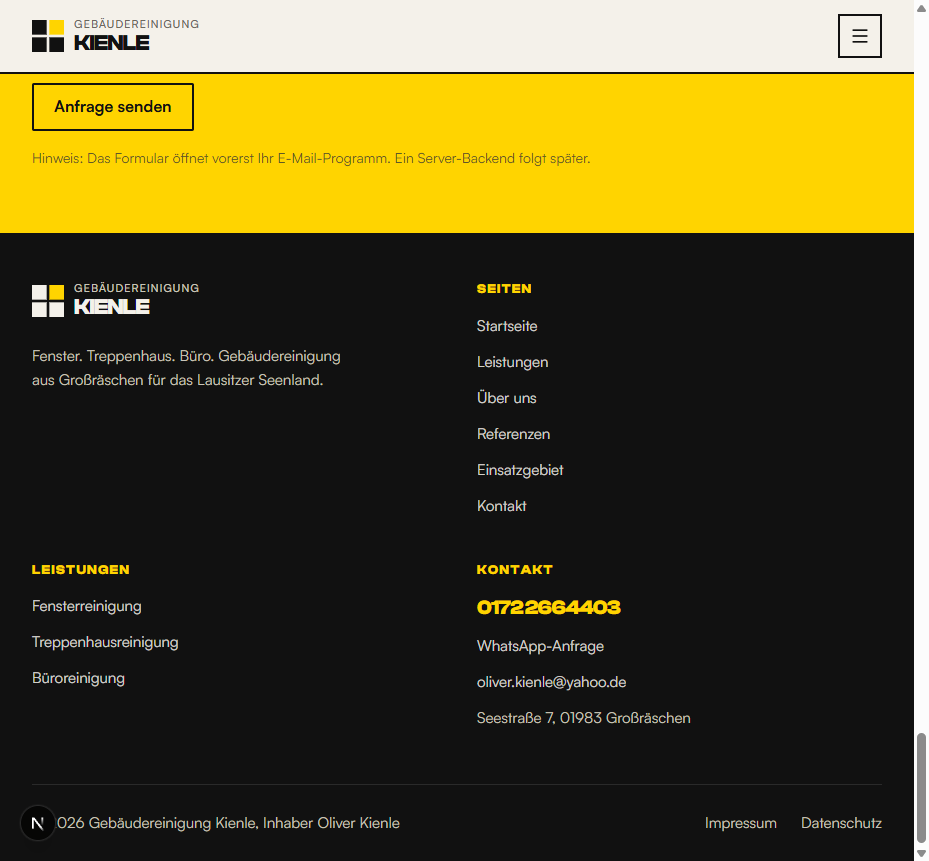 GEBÄUDEREINIGUNG
KIENLE
Anfrage senden
Hinweis: Das Formular öffnet vorerst Ihr E-Mail-Programm. Ein Server-Backend folgt später.
GEBÄUDEREINIGUNG
KIENLE
Fenster. Treppenhaus. Büro. Gebäudereinigung
aus Großräschen für das Lausitzer Seenland.
SEITEN
Startseite
Leistungen
Über uns
Referenzen
Einsatzgebiet
Kontakt
LEISTUNGEN
Fensterreinigung
Treppenhausreinigung
Büroreinigung
KONTAKT
01722664403
WhatsApp-Anfrage
oliver.kienle@yahoo.de
Seestraße 7, 01983 Großräschen
N
026 Gebäudereinigung Kienle, Inhaber Oliver Kienle
Impressum
Datenschutz